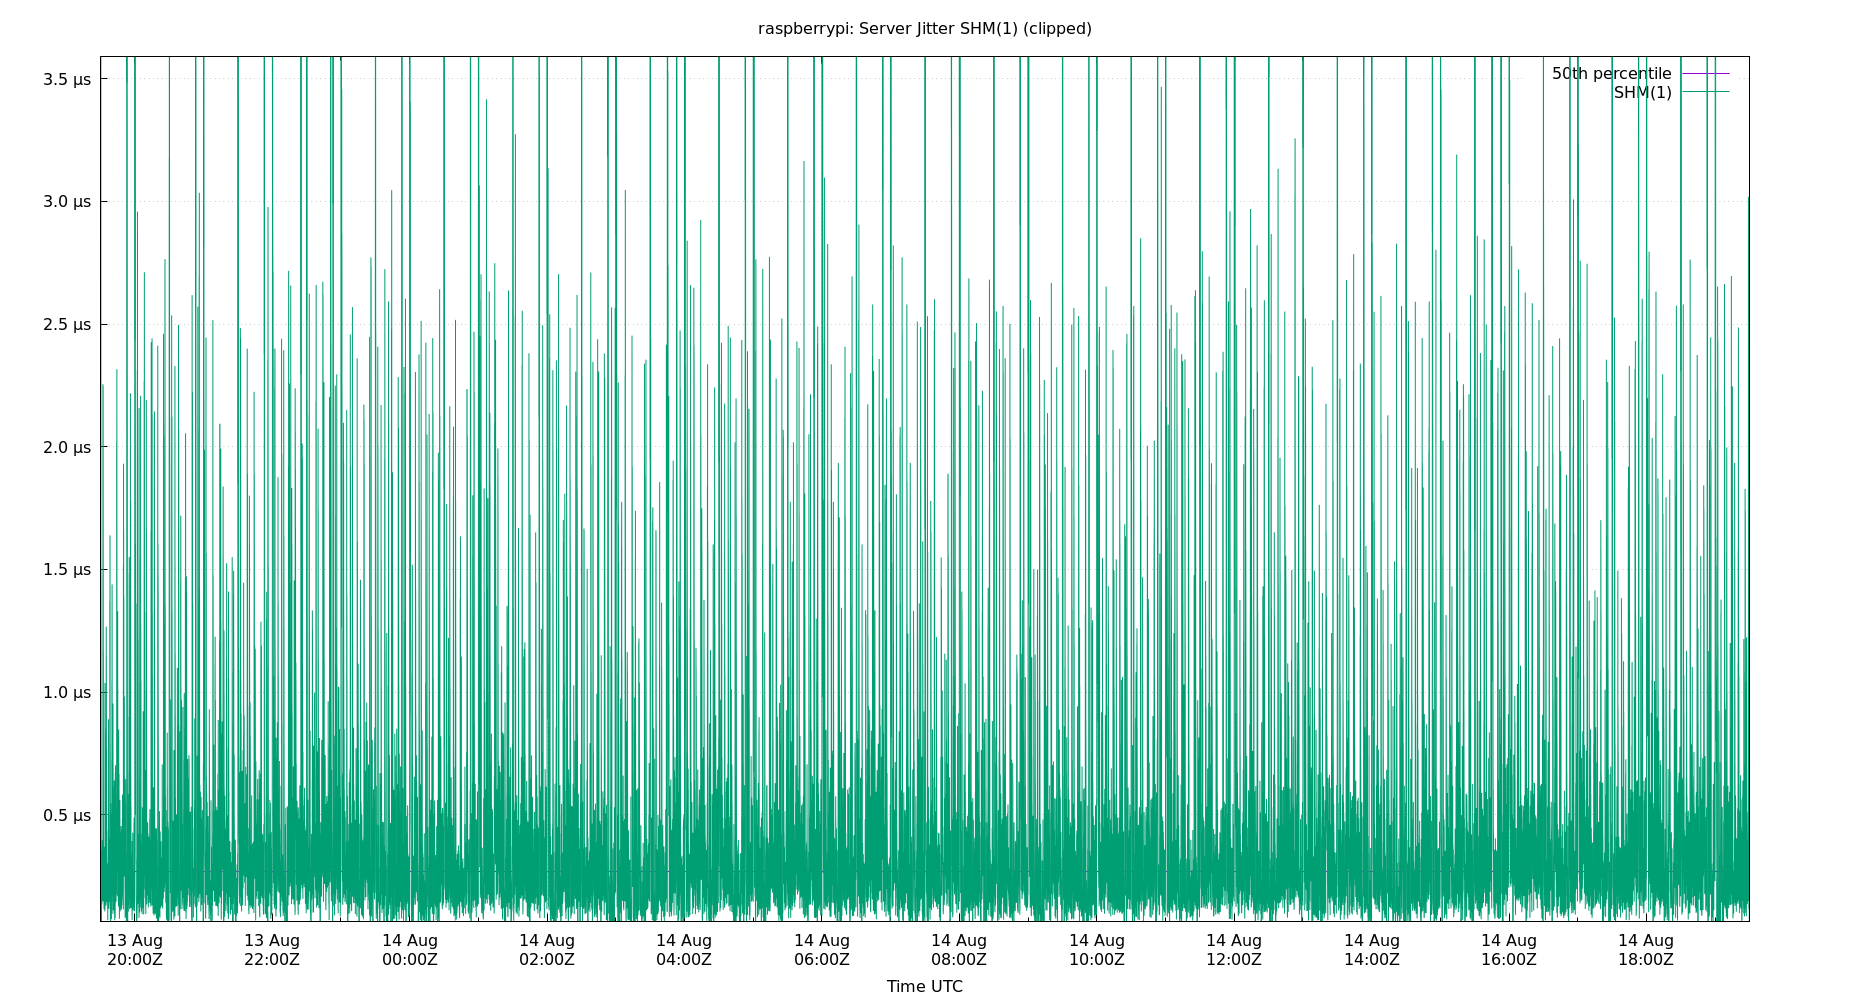 raspberrypi: Server Jitter SHM(1) (clipped)
3.5 µs
3.0 µs
2.5 µs
2.0 µs
1.5 µs
1.0 µs
0.5 µs
50th percentile
SHM(1)
13 Aug 13 Aug 14 Aug 14 Aug 14 Aug 14 Aug 14 Aug 14 Aug 14 Aug 14 Aug 14 Aug 14 Aug
20:00Z 22:00Z 00:00Z 02:00Z 04:00Z 06:00Z 08:00Z 10:00Z 12:00Z 14:00Z 16:00Z 18:00Z
Time UTC